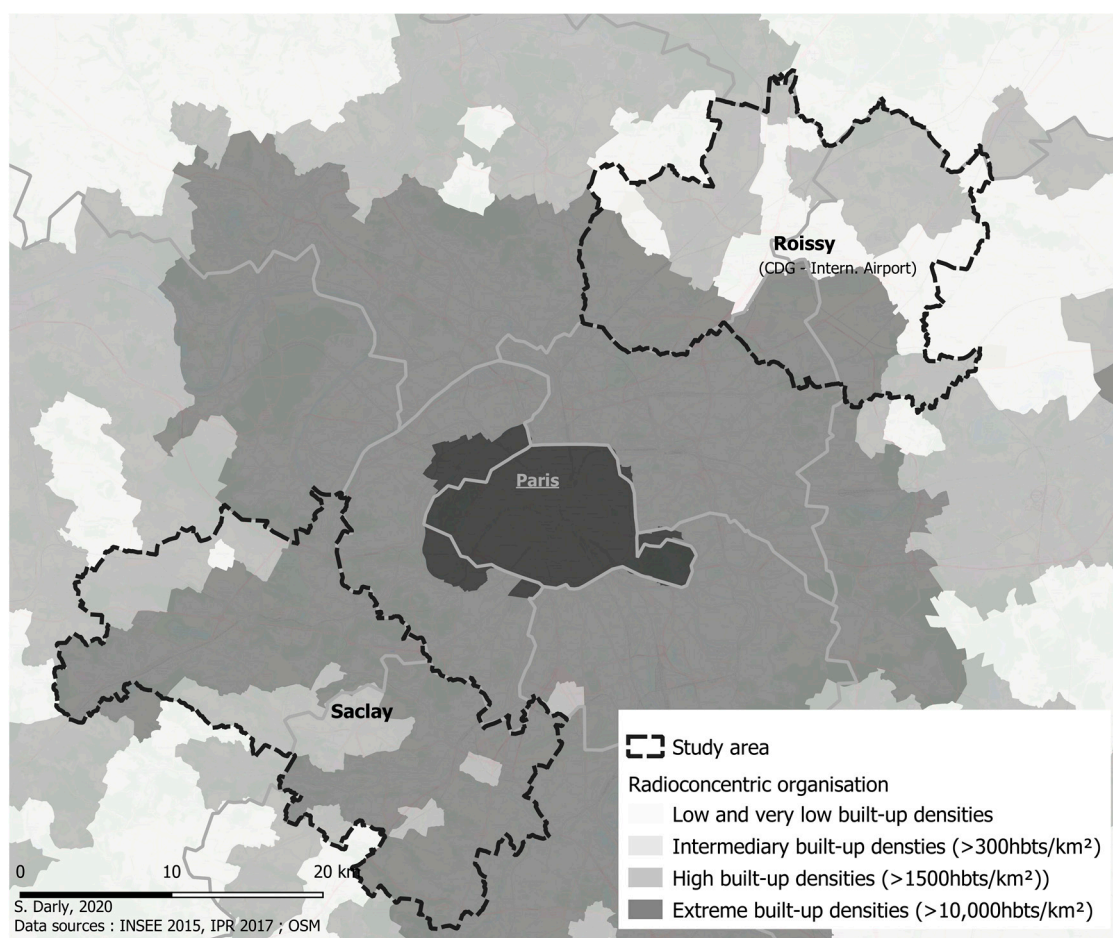 Roissy
(CDG - Intern. Airport)
Paris
Saclay
Study area
Radioconcentric organisation
Low and very low built-up densities
Intermediary built-up densties (>300hbts/km²)
High built-up densities (>1500hbts/km²))
Extreme built-up densities (>10,000hbts/km²)
0 10 20 km
S. Darly, 2020
Data sources : INSEE 2015, IPR 2017 ; OSM